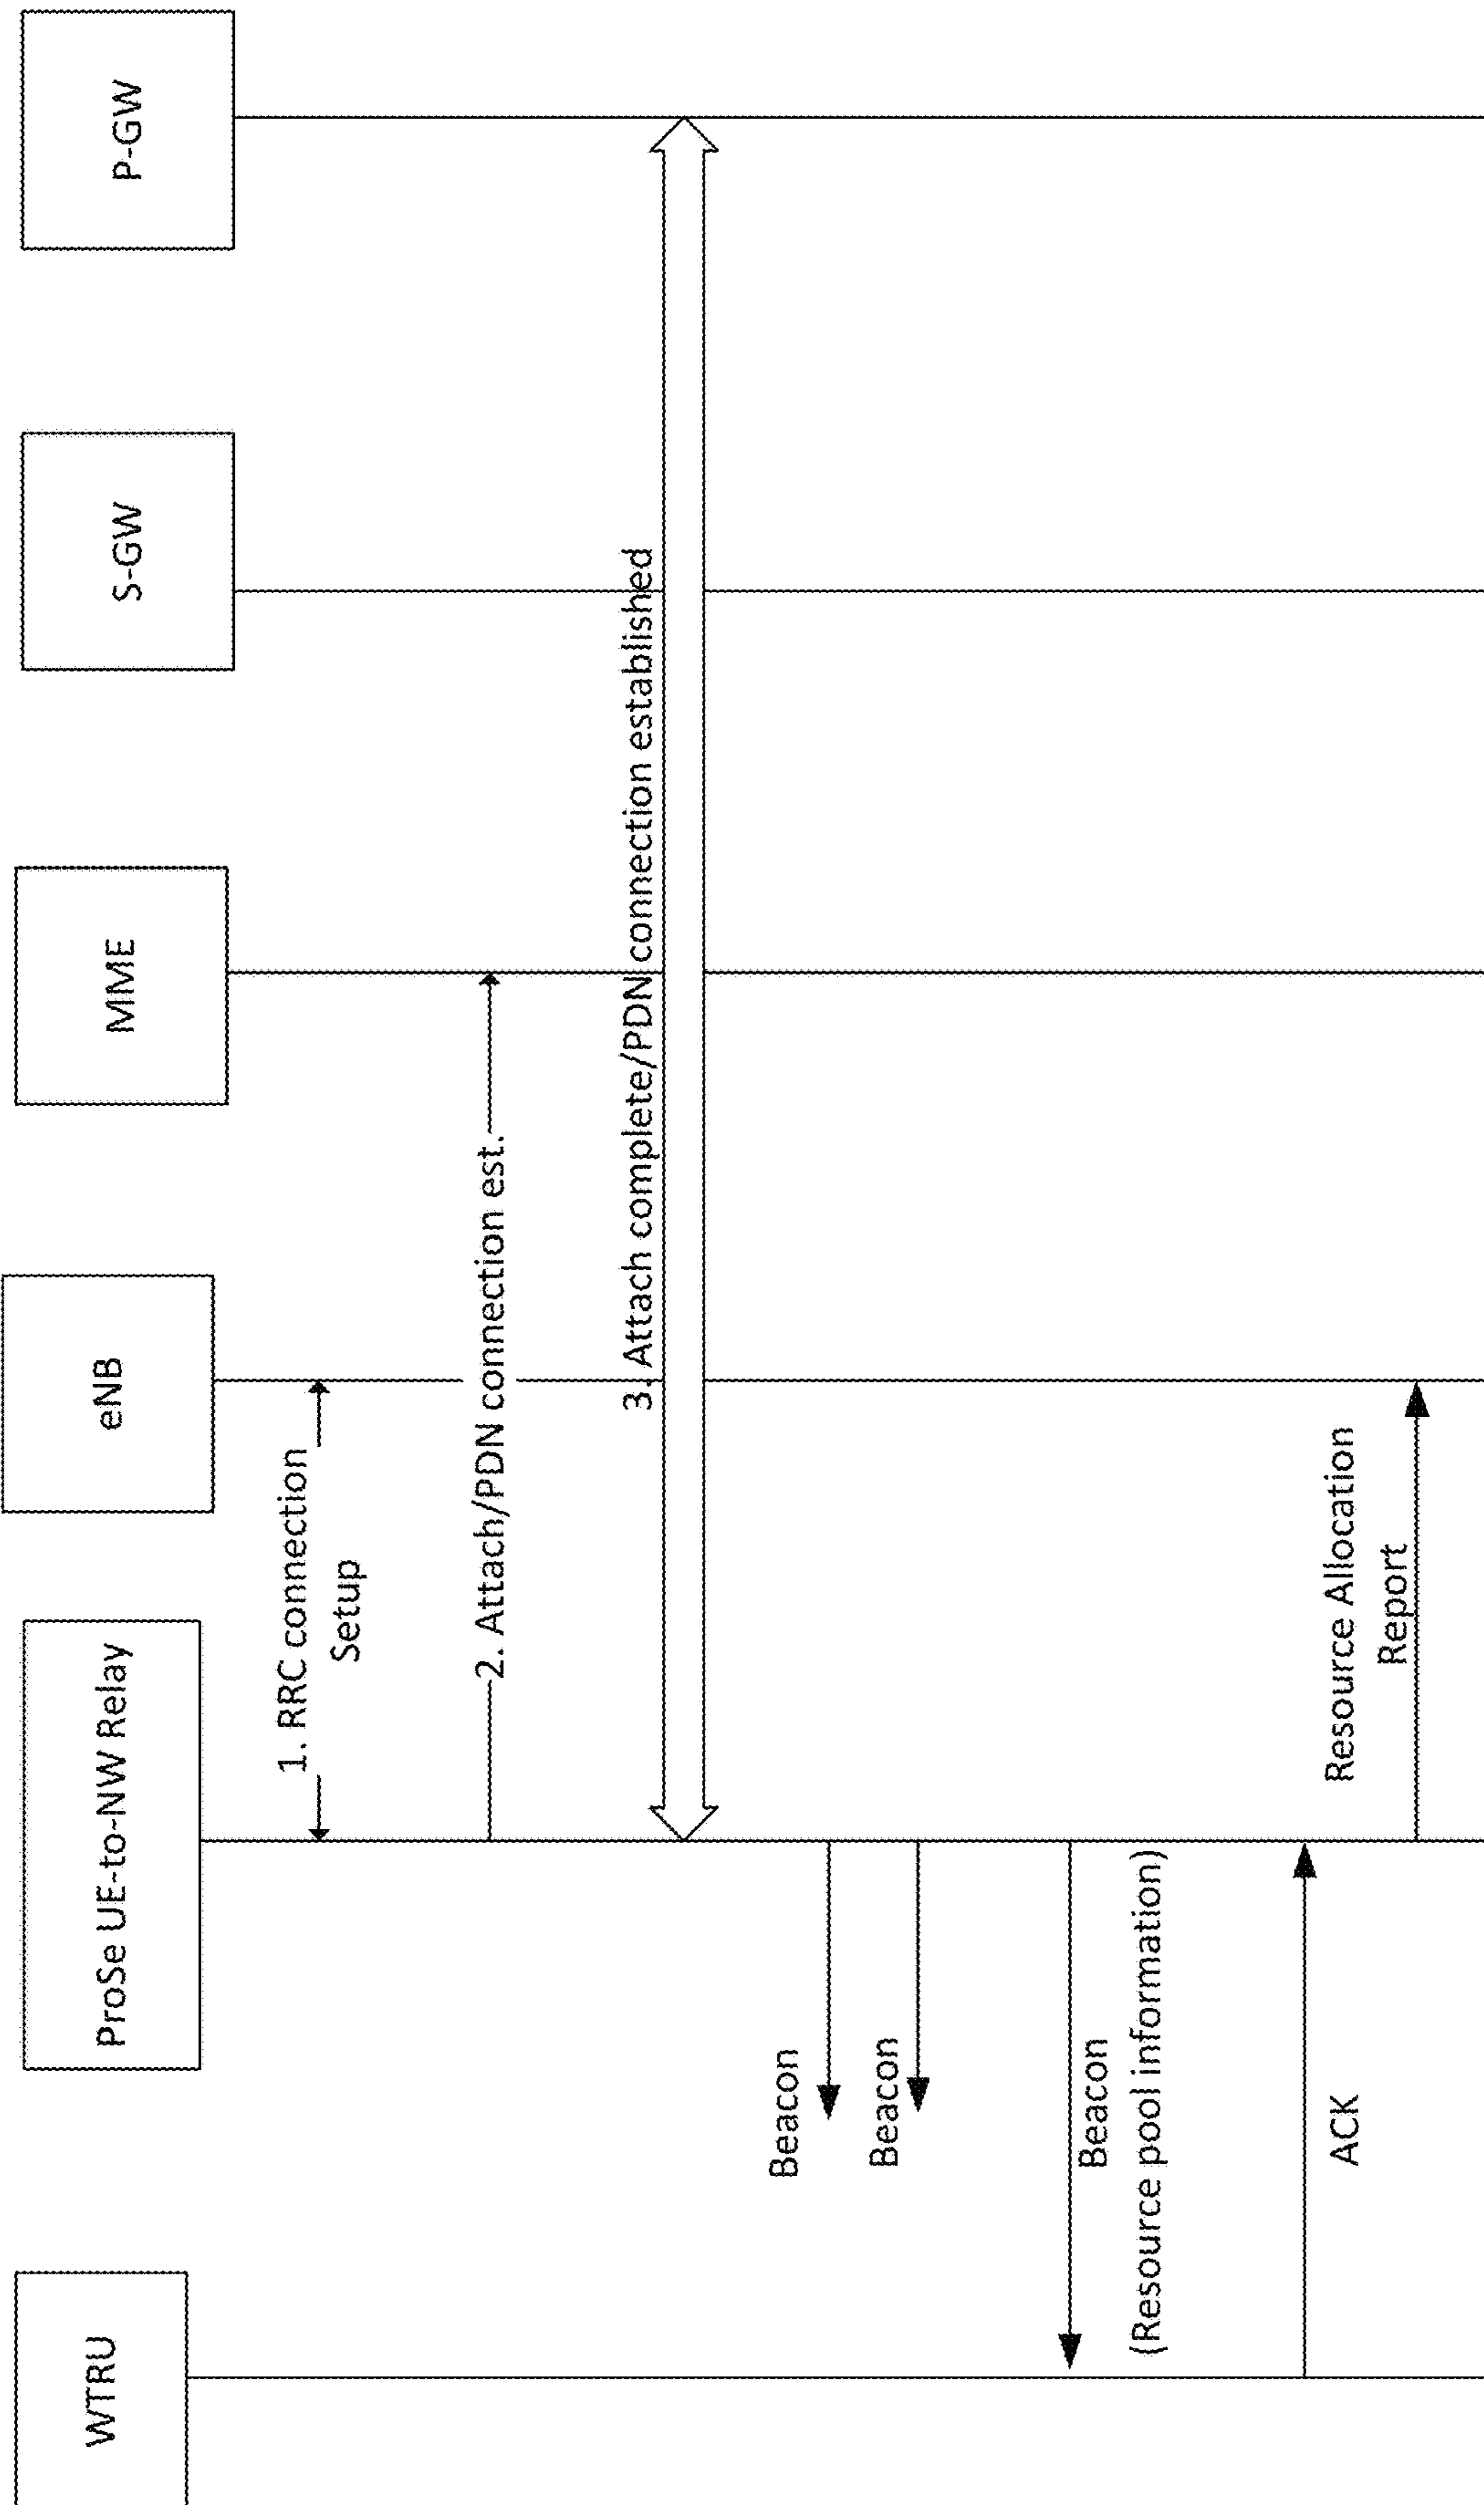 WTRU
ProSe UE-to-NW Relay
eNB
MME
S-GW
P-GW
1. RRC connection
Setup
2. Attach/PDN connection est.
3. Attach complete/PDN connection established
Beacon
Beacon
Beacon
(Resource pool information)
ACK
Resource Allocation
Report